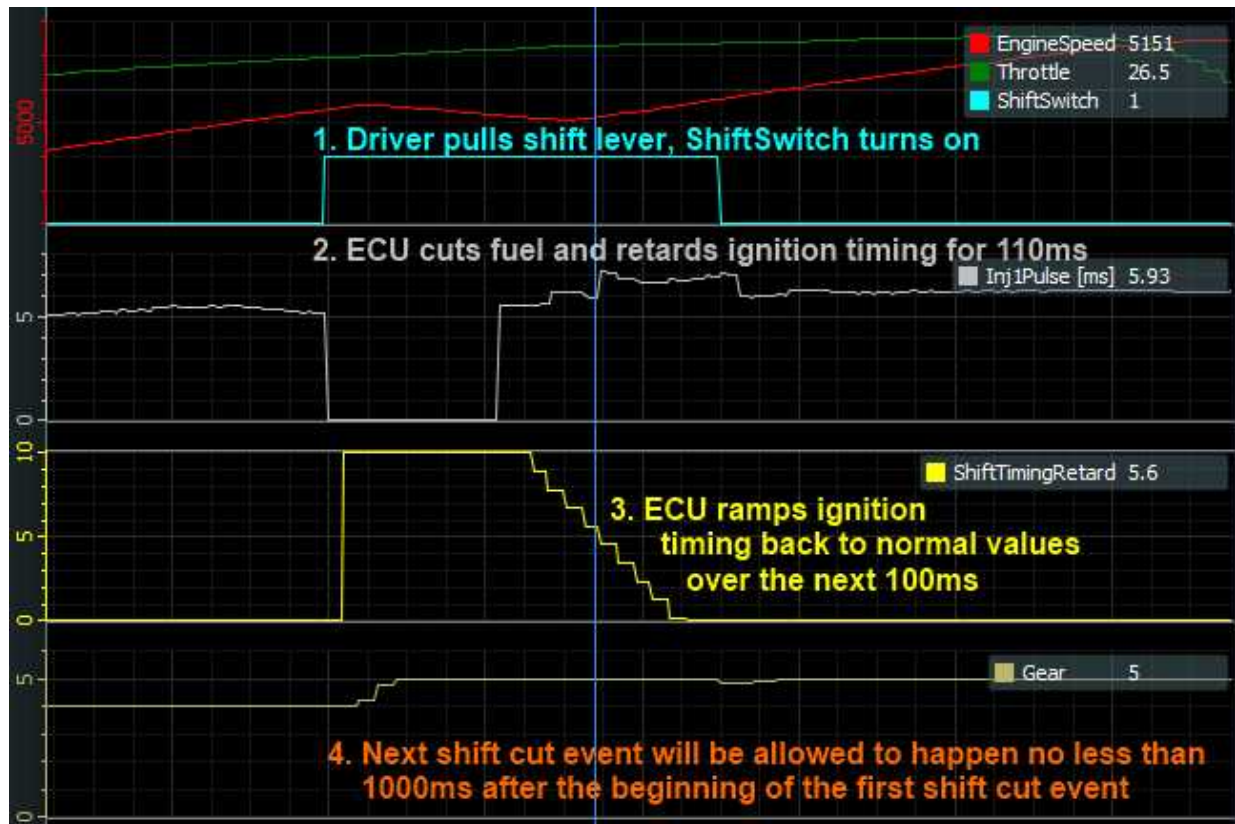 EngineSpeed 5151
Throttle 26.5
ShiftSwitch 1
5000
1. Driver pulls shift lever, ShiftSwitch turns on
2. ECU cuts fuel and retards ignition timing for 110ms
Inj1Pulse [ms] 5.93
5
0
10
ShiftTimingRetard 5.6
3. ECU ramps ignition
timing back to normal values
over the next 100ms
5
0
5
Gear 5
4. Next shift cut event will be allowed to happen no less than
1000ms after the beginning of the first shift cut event
0